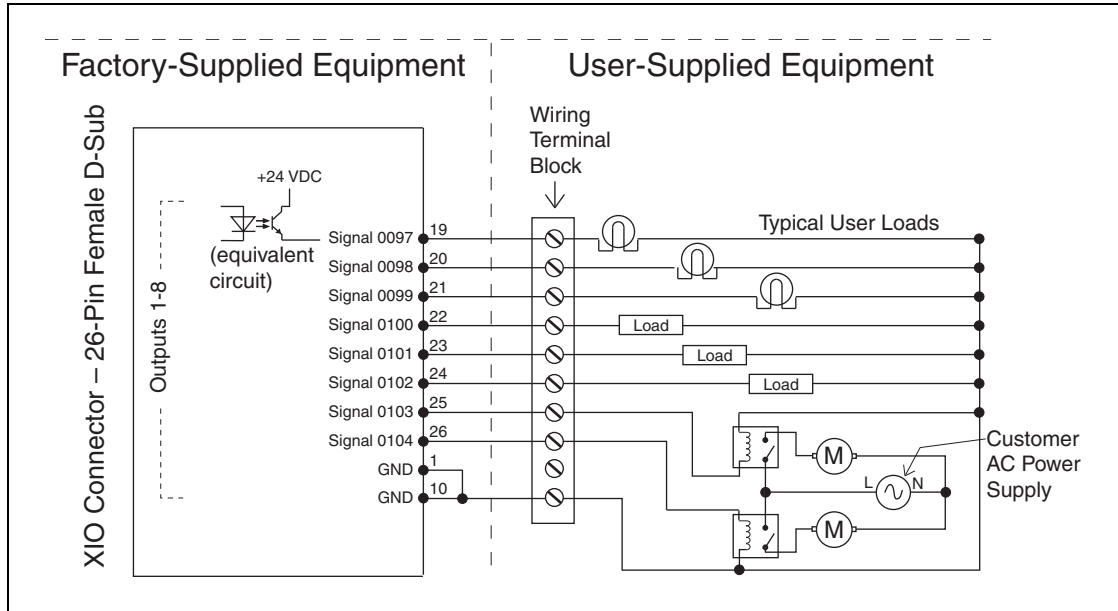 Factory-Supplied Equipment
User-Supplied Equipment
XIO Connector – 26-Pin Female D-Sub
Outputs 1-8
+24 VDC
(equivalent
circuit)
Wiring
Terminal
Block
Typical User Loads
Signal 0097 19
Signal 0098 20
Signal 0099 21
Signal 0100 22
Load
Signal 0101 23
Load
Signal 0102 24
Load
Signal 0103 25
Signal 0104 26
GND 1
GND 10
M
L N
M
Customer
AC Power
Supply